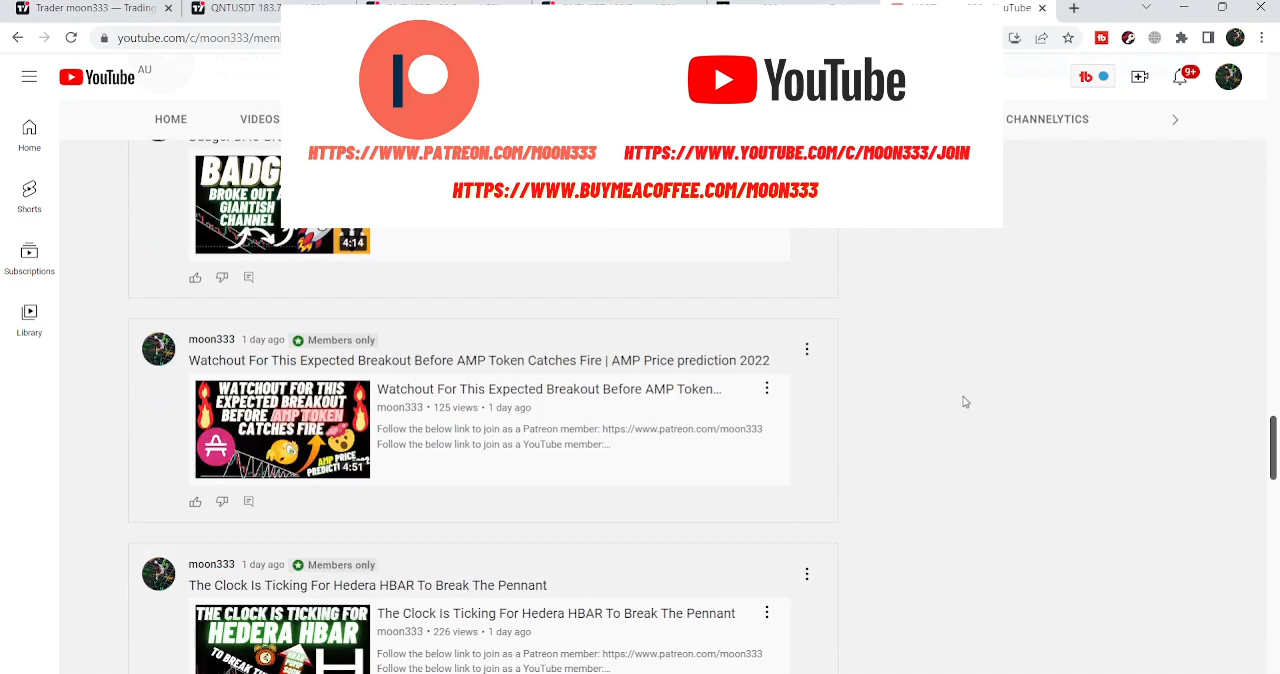 Trader moon333 — Trading
QNTUSDT 183.7
uTube
youtube.com/c/moon333/mem
YouTube
AU
YouTube
9+
HOME
VIDEOS
CHANNELYTICS
HTTPS://WWW.PATREON.COM/MOON333
HTTPS://WWW.YOUTUBE.COM/C/MOON333/JOIN
HTTPS://WWW.BUYMEACOFFEE.COM/MOON333
Home
Shorts
Subscriptions
Library
BADG
BROKE OUT
GIANTISH
CHANNEL
4:14
moon333 1 day ago Members only
Watchout For This Expected Breakout Before AMP Token Catches Fire | AMP Price prediction 2022
WATCHOUT FOR THIS
EXPECTED BREAKOUT
BEFORE AMP TOKEN
CATCHES FIRE
AMP PRICE
4:51
Watchout For This Expected Breakout Before AMP Token...
moon333 • 125 views • 1 day ago
Follow the below link to join as a Patreon member: https://www.patreon.com/moon333
Follow the below link to join as a YouTube member:...
moon333 1 day ago Members only
The Clock Is Ticking For Hedera HBAR To Break The Pennant
THE CLOCK IS TICKING FOR
HEDERA HBAR
TO BREAK THE
The Clock Is Ticking For Hedera HBAR To Break The Pennant
moon333 • 226 views • 1 day ago
Follow the below link to join as a Patreon member: https://www.patreon.com/moon333
Follow the below link to join as a YouTube member:...